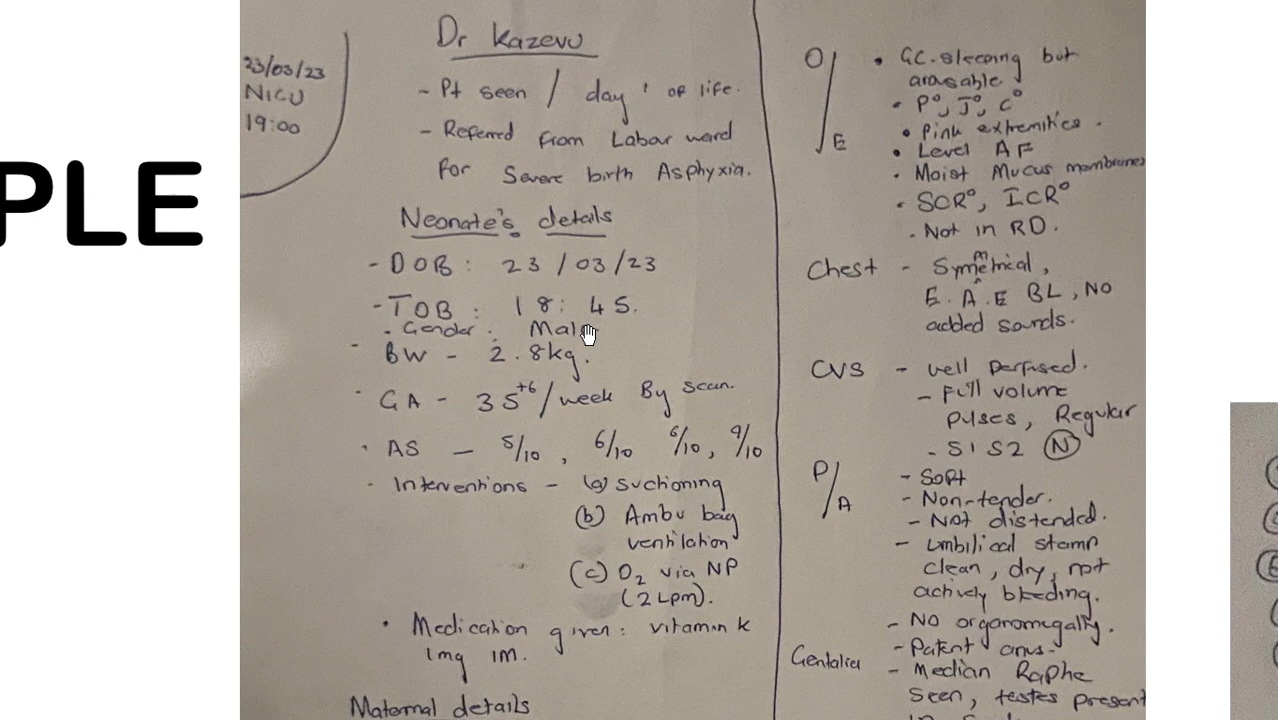 PLE
23/03/23
NICU
19:00
Dr Kazevu
- Pt seen / day 1 of life.
- Referred from Labar ward
for Severe birth Asphyxia.
Neonate's details
- DOB : 23/03/23
- TOB : 18:45.
. Gender : Male
- BW - 2.8kg.
. GA - 35+6/week By scan.
. AS - 5/10, 6/10 6/10, 9/10
- Interventions - (a) Suctioning
(b) Ambu bag
ventilation
(c) O2 via NP
(2Lpm).
. Medication given : vitamin k
1mg IM.
Maternal details
O/E
• GC. sleeping but
arousable
• P°, J°, C°
• Pink extremities.
• Level AF
• Moist Mucus membranes
• SCR°, ICR°
. Not in RD.
Chest - Symmetrical,
E.A.E BL, NO
added sounds.
CVS - well perfused.
- Full volume
pulses, Regular
- S1 S2 (N)
P/A
- Soft
- Non-tender.
- NOT distended.
- umbilical stamp
clean, dry, not
actively bleeding.
- NO organomegally.
- Patent anus-
Gentalia - Median Raphe
seen, testes present